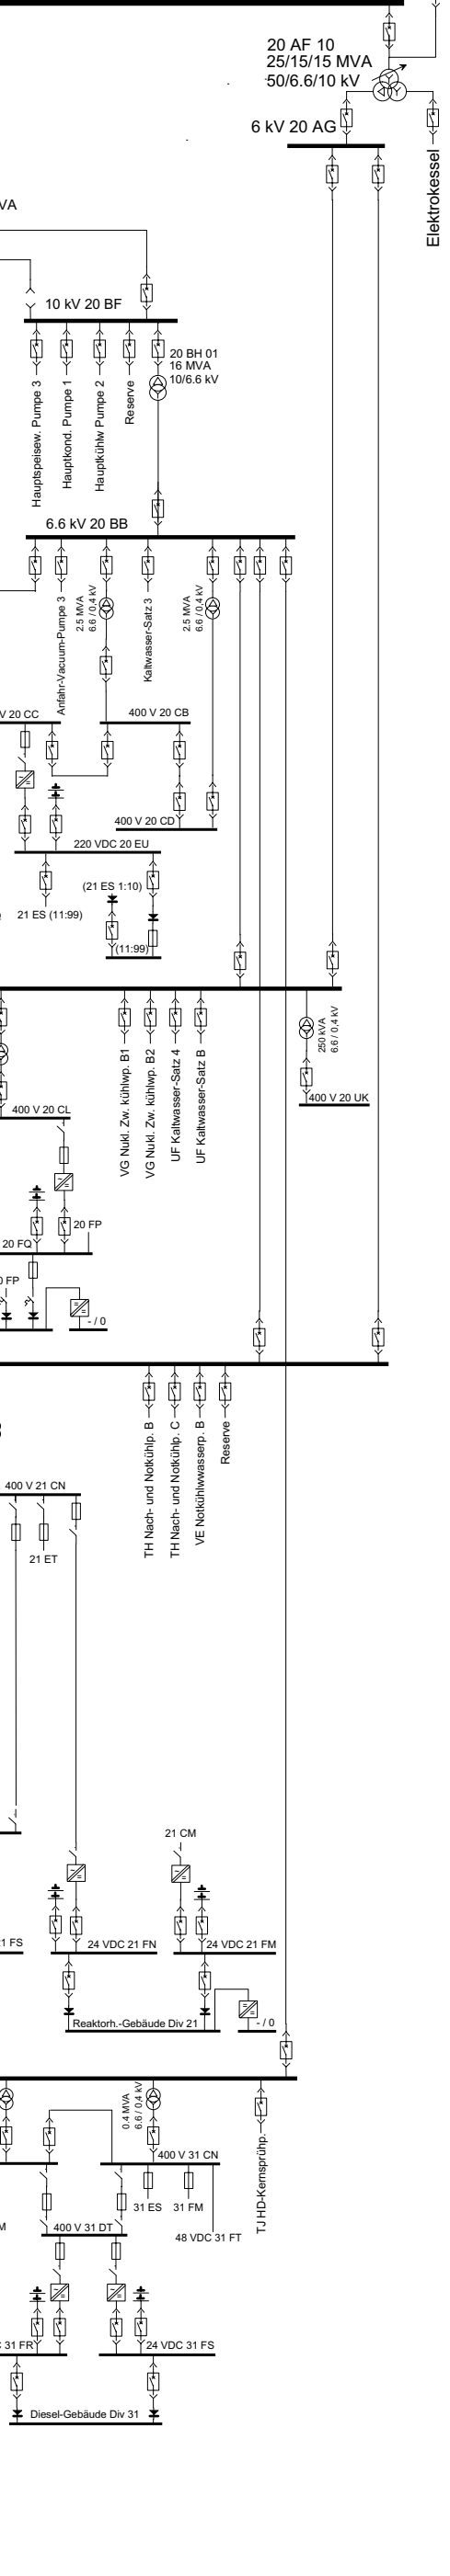 20 AF 10
25/15/15 MVA
50/6.6/10 kV
6 kV 20 AG
Elektrokessel
VA
10 kV 20 BF
20 BH 01
16 MVA
10/6.6 kV
Hauptspeisew. Pumpe 3
Hauptkond. Pumpe 1
Hauptkühlw Pumpe 2
Reserve
6.6 kV 20 BB
Anfahr-Vacuum-Pumpe 3
2.5 MVA
6.6 / 0,4 kV
Kaltwasser-Satz 3
2.5 MVA
6.6 / 0,4 kV
V 20 CC
400 V 20 CB
400 V 20 CD
220 VDC 20 EU
21 ES (11:99)
(21 ES 1:10)
(11:99)
250 kVA
6.6 / 0,4 kV
VG Nukl. Zw. kühlwp. B1
VG Nukl. Zw. kühlwp. B2
UF Kaltwasser-Satz 4
UF Kaltwasser-Satz B
400 V 20 UK
400 V 20 CL
20 FP
20 FQ
0 FP
- / 0
TH Nach- und Notkühlp. B
TH Nach- und Notkühlp. C
VE Notkühlwwasserp. B
Reserve
400 V 21 CN
21 ET
21 CM
1 FS
24 VDC 21 FN
24 VDC 21 FM
Reaktorh.-Gebäude Div 21
- / 0
0.4 MVA
6.6 / 0,4 kV
400 V 31 CN
TJ HD-Kernsprühp.
31 ES
31 FM
M
400 V 31 DT
48 VDC 31 FT
C 31 FR
24 VDC 31 FS
Diesel-Gebäude Div 31